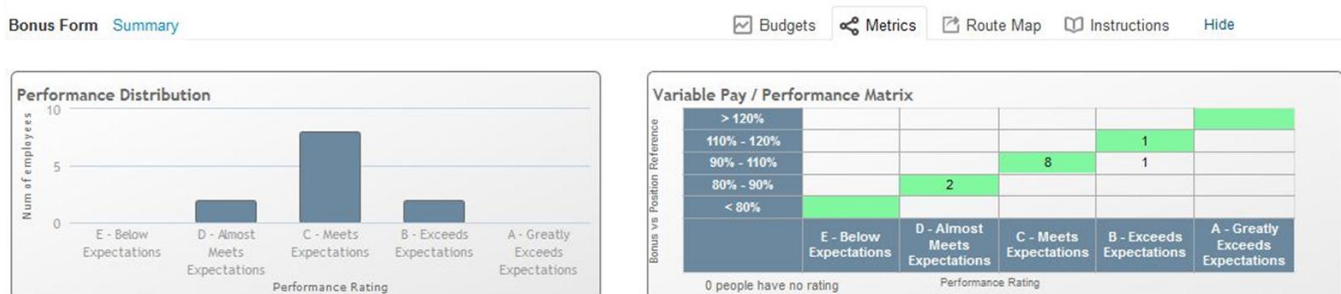 Bonus Form Summary Budgets Metrics Route Map Instructions Hide
Performance Distribution
Num of employees
10
5
0
E - Below
Expectations
D - Almost
Meets
Expectations
C - Meets
Expectations
B - Exceeds
Expectations
A - Greatly
Exceeds
Expectations
Performance Rating
Variable Pay / Performance Matrix
Bonus vs Position Reference
> 120%
110% - 120% 1
90% - 110% 8 1
80% - 90% 2
< 80%
E - Below
Expectations
D - Almost
Meets
Expectations
C - Meets
Expectations
B - Exceeds
Expectations
A - Greatly
Exceeds
Expectations
0 people have no rating
Performance Rating